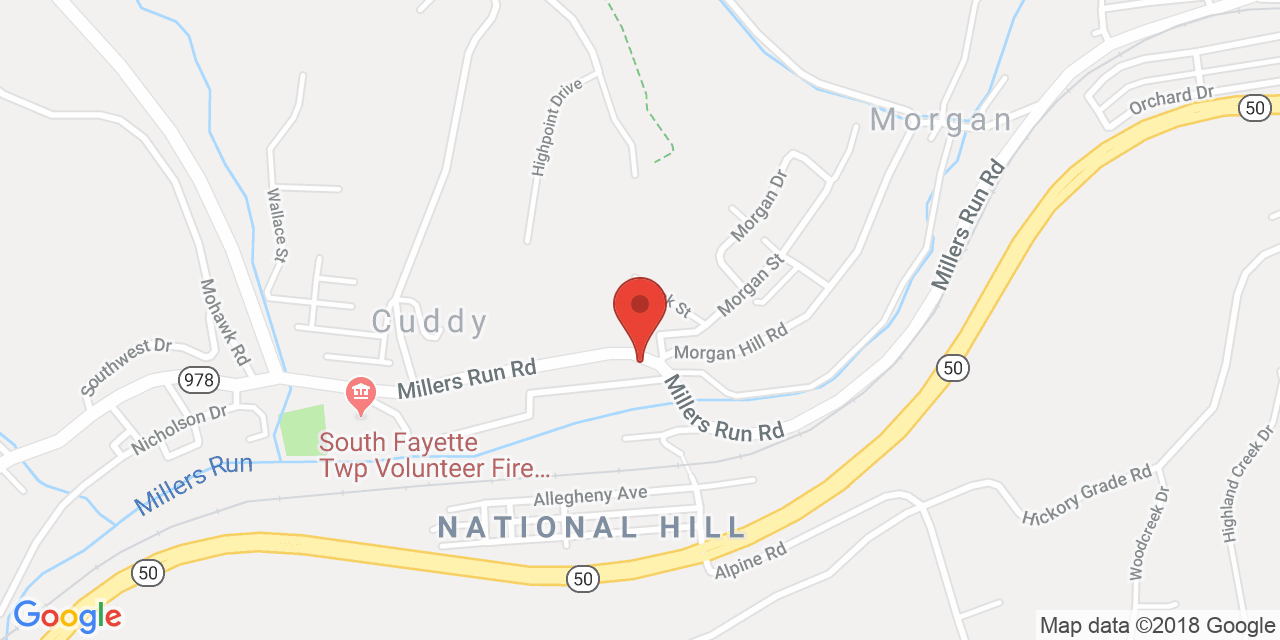 50
Orchard Dr
Morgan
Highpoint Drive
Wallace St
Morgan Dr
Millers Run Rd
Mohawk Rd
Morgan St
St
Cuddy
Southwest Dr
Morgan Hill Rd
978
Millers Run Rd
50
Nicholson Dr
Millers Run Rd
South Fayette
Twp Volunteer Fire...
Millers Run
Allegheny Ave
NATIONAL HILL
Hickory Grade Rd
Highland Creek Dr
Woodcreek Dr
Alpine Rd
50
50
Google
Map data ©2018 Google